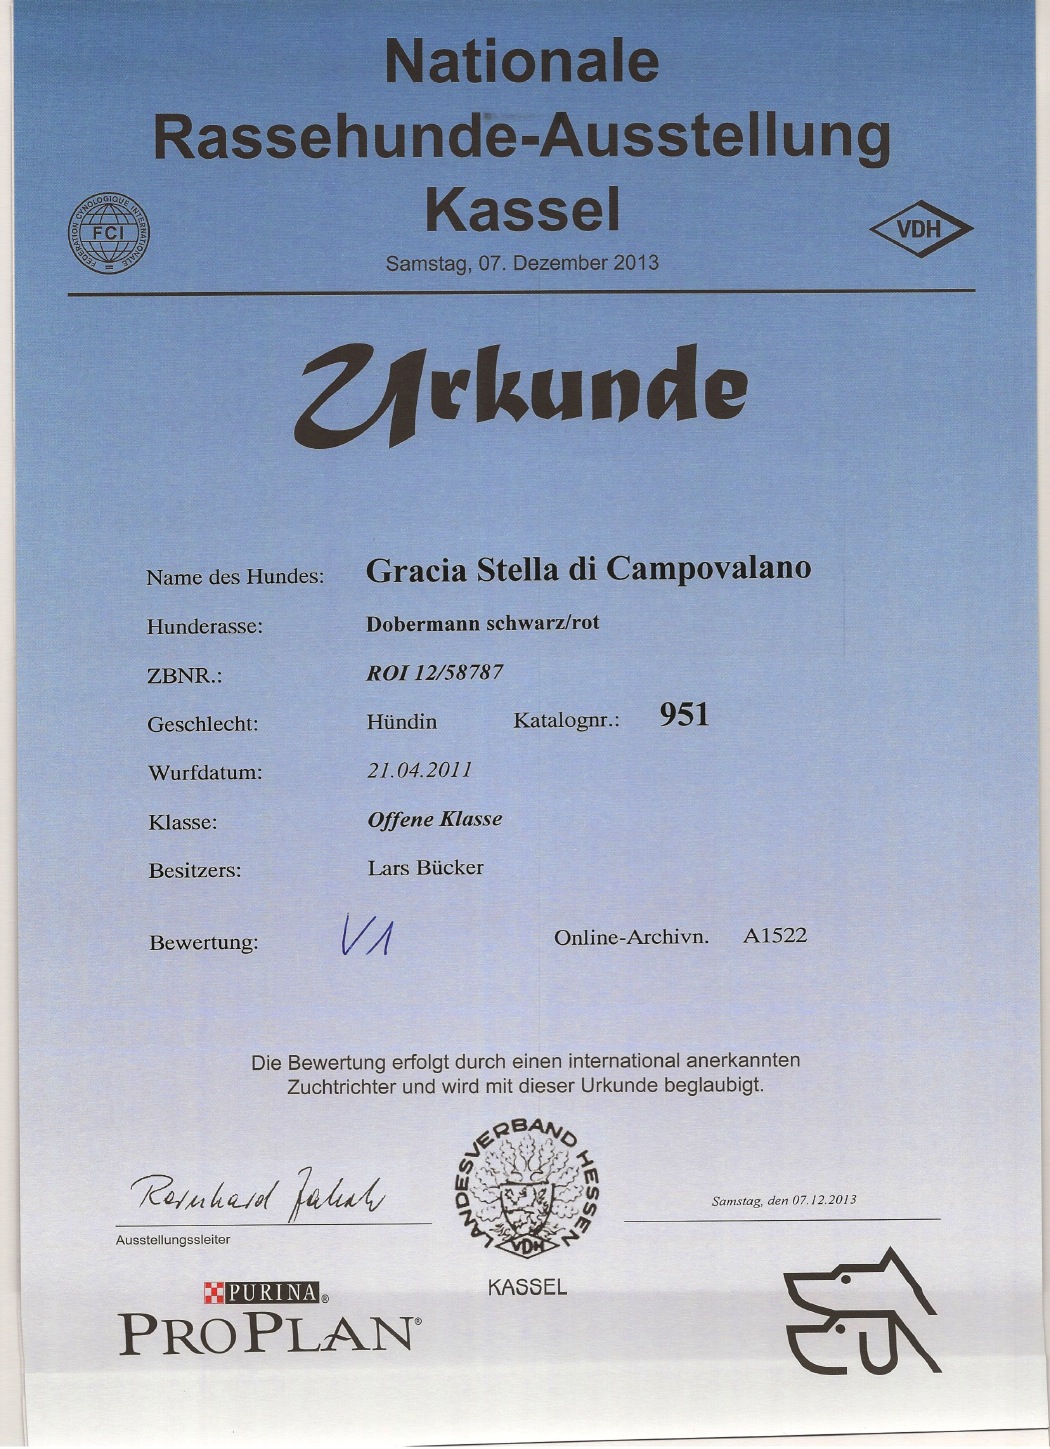 Nationale
Rassehunde-Ausstellung
Kassel
FEDERATION CYNOLOGIQUE INTERNATIONALE
FCI
VDH
Samstag, 07. Dezember 2013
Urkunde
Name des Hundes: Gracia Stella di Campovalano
Hunderasse: Dobermann schwarz/rot
ZBNR.: ROI 12/58787
Geschlecht: Hündin Katalognr.: 951
Wurfdatum: 21.04.2011
Klasse: Offene Klasse
Besitzers: Lars Bücker
Bewertung: V1 Online-Archivn. A1522
Die Bewertung erfolgt durch einen international anerkannten
Zuchtrichter und wird mit dieser Urkunde beglaubigt.
LANDESVERBAND HESSEN
VDH
Samstag, den 07.12.2013
Ausstellungssleiter
KASSEL
PURINA®
PROPLAN®